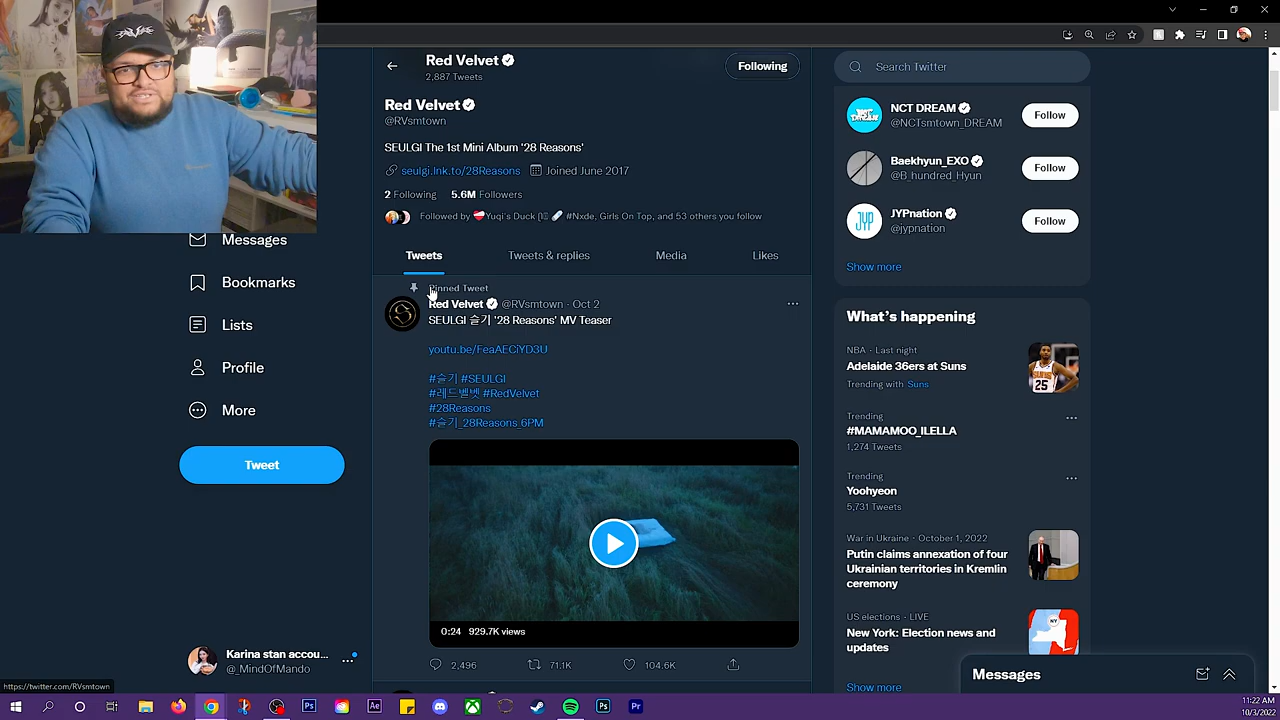 Red Velvet
2,887 Tweets
Following
Red Velvet
@RVsmtown
SEULGI The 1st Mini Album '28 Reasons'
seulgi.lnk.to/28Reasons Joined June 2017
2 Following 5.6M Followers
Followed by Yuqi's Duck #Nxde, Girls On Top, and 53 others you follow
Tweets Tweets & replies Media Likes
Pinned Tweet
Red Velvet @RVsmtown · Oct 2
SEULGI 슬기 '28 Reasons' MV Teaser
youtu.be/FeaAECiYD3U
#슬기 #SEULGI
#레드벨벳 #RedVelvet
#28Reasons
#슬기_28Reasons_6PM
0:24 929.7K views
2,496 71.1K 104.6K
Messages
Bookmarks
Lists
Profile
More
Tweet
Karina stan accou...
@_MindOfMando
https://twitter.com/RVsmtown
Search Twitter
NCT DREAM
@NCTsmtown_DREAM
Follow
Baekhyun_EXO
@B_hundred_Hyun
Follow
JYPnation
@jypnation
Follow
Show more
What's happening
NBA · Last night
Adelaide 36ers at Suns
Trending with Suns
25
Trending
#MAMAMOO_ILELLA
1,274 Tweets
Trending
Yoohyeon
5,731 Tweets
War in Ukraine · October 1, 2022
Putin claims annexation of four
Ukrainian territories in Kremlin
ceremony
US elections · LIVE
New York: Election news and
updates
NY
Show more
Messages
11:22 AM
10/3/2022